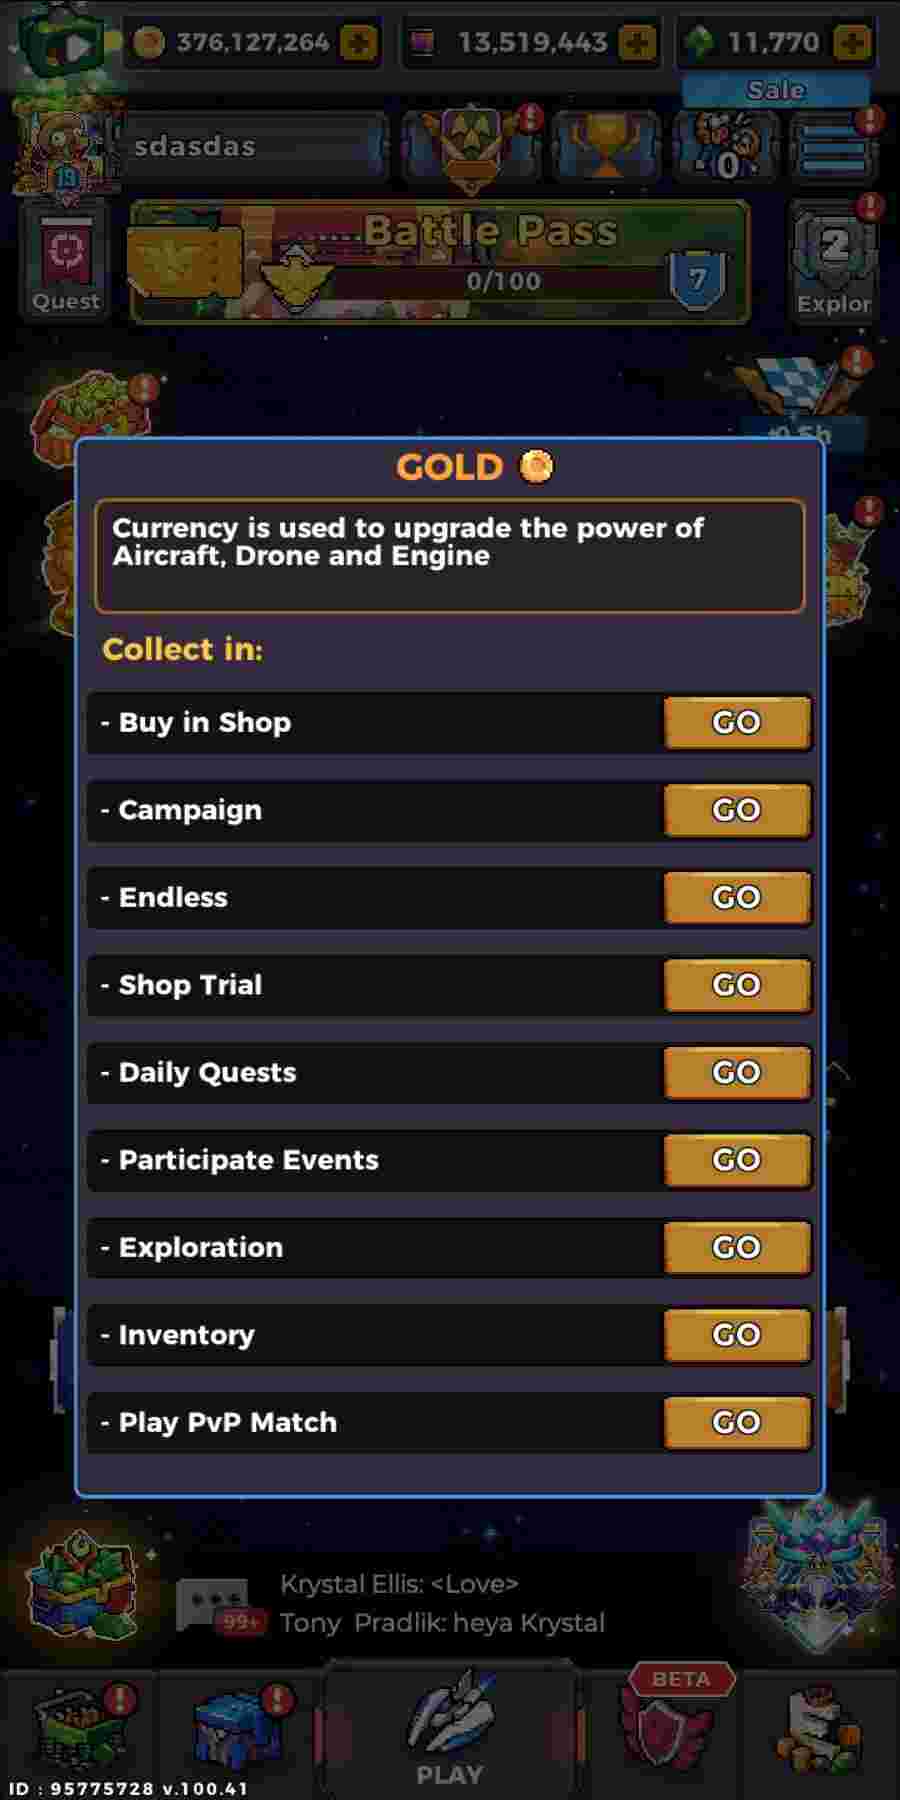 376,127,264
13,519,443
11,770
Sale
sdasdas
19
0
Quest
......Battle Pass
0/100
7
2
Explor
GOLD
Currency is used to upgrade the power of
Aircraft, Drone and Engine
Collect in:
- Buy in Shop GO
- Campaign GO
- Endless GO
- Shop Trial GO
- Daily Quests GO
- Participate Events GO
- Exploration GO
- Inventory GO
- Play PvP Match GO
Krystal Ellis: <Love>
99+
Tony Pradlik: heya Krystal
BETA
PLAY
ID : 95775728 v.100.41